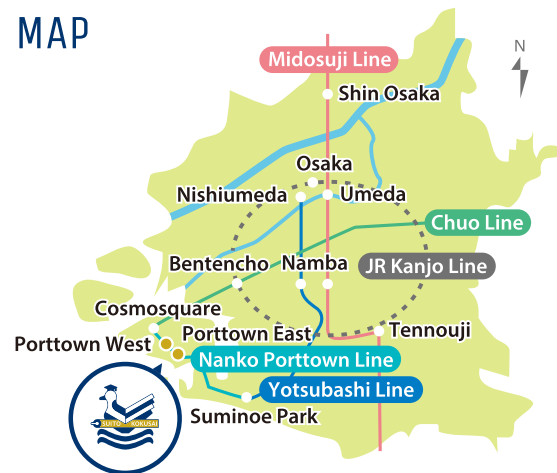 MAP
N
Midosuji Line
Shin Osaka
Osaka
Nishiumeda
Umeda
Chuo Line
Bentencho
Namba
JR Kanjo Line
Cosmosquare
Porttown West
Porttown East
Tennouji
Nanko Porttown Line
Yotsubashi Line
Suminoe Park
SUITO KOKUSAI